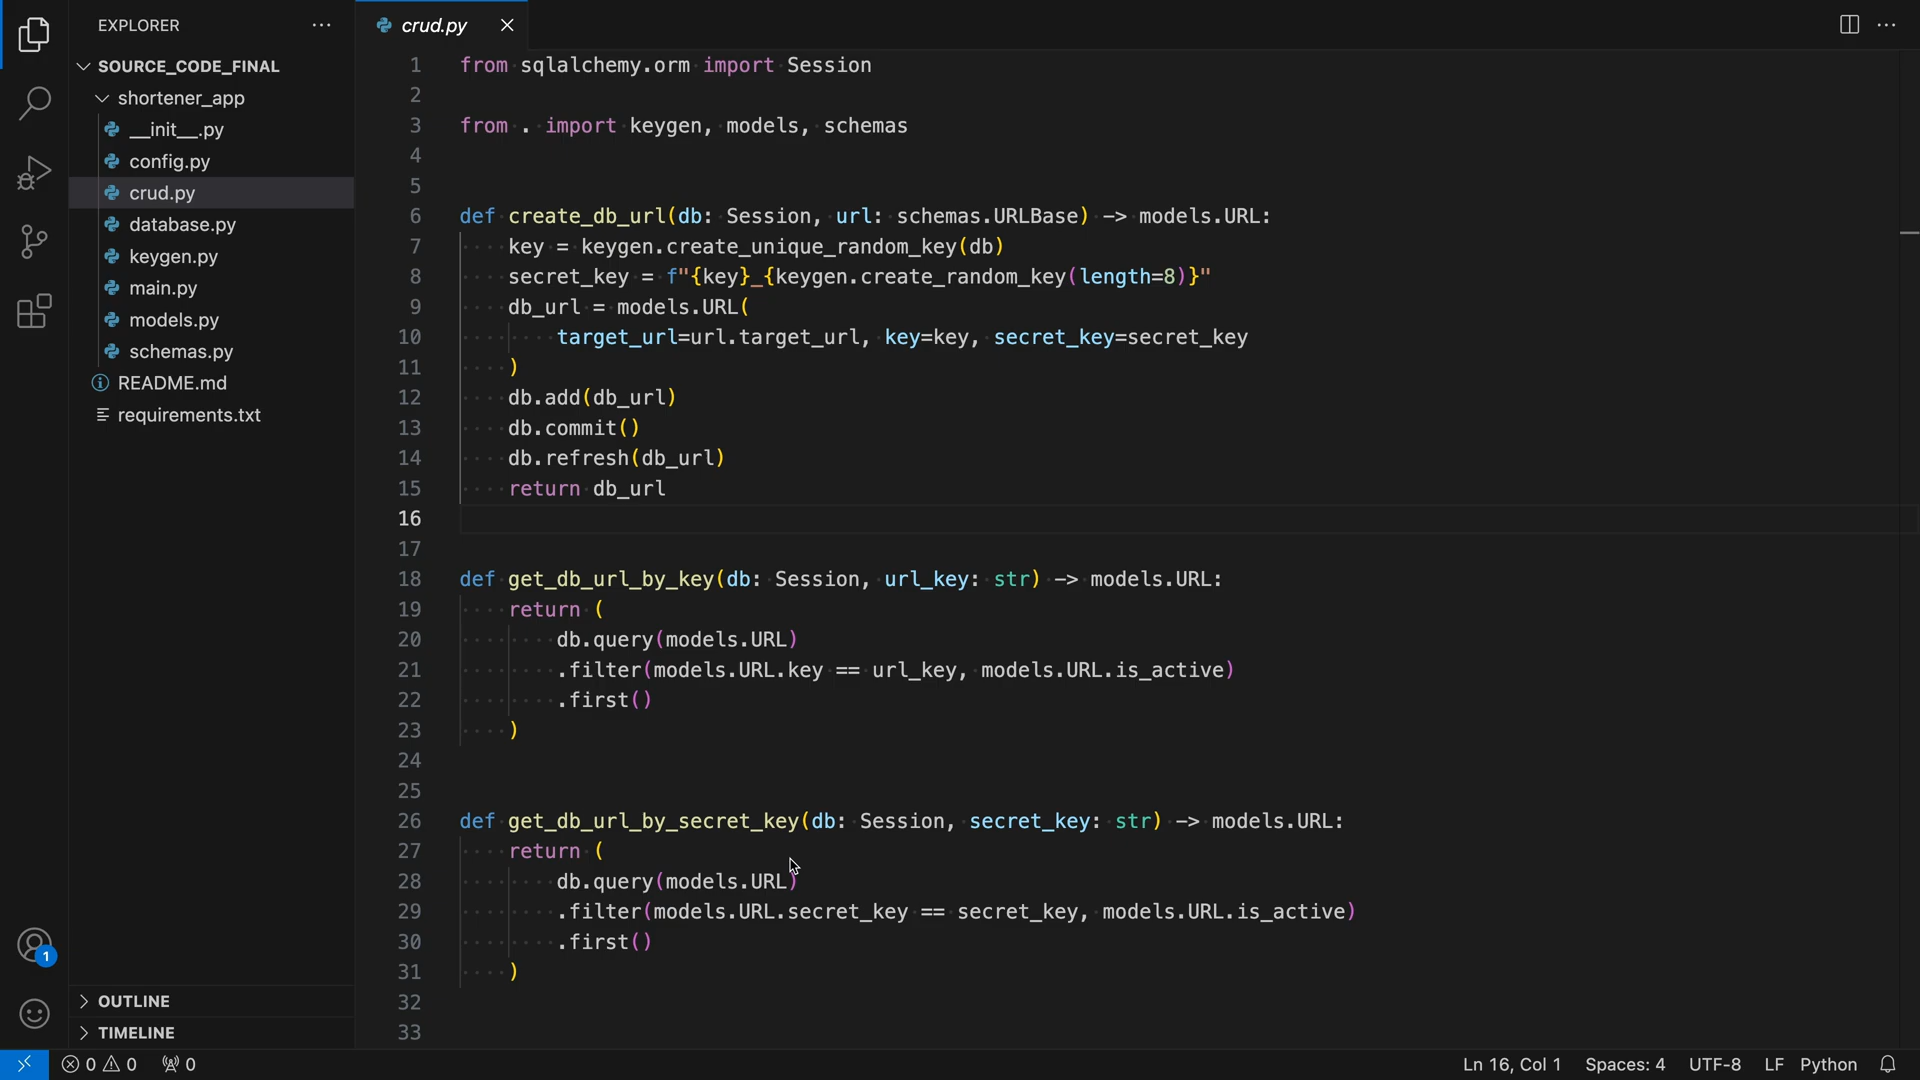 EXPLORER
SOURCE_CODE_FINAL
shortener_app
__init__.py
config.py
crud.py
database.py
keygen.py
main.py
models.py
schemas.py
README.md
requirements.txt
OUTLINE
TIMELINE
1
crud.py
1 from sqlalchemy.orm import Session
2
3 from . import keygen, models, schemas
4
5
6 def create_db_url(db: Session, url: schemas.URLBase) -> models.URL:
7     key = keygen.create_unique_random_key(db)
8     secret_key = f"{key}_{keygen.create_random_key(length=8)}"
9     db_url = models.URL(
10         target_url=url.target_url, key=key, secret_key=secret_key
11     )
12     db.add(db_url)
13     db.commit()
14     db.refresh(db_url)
15     return db_url
16
17
18 def get_db_url_by_key(db: Session, url_key: str) -> models.URL:
19     return (
20         db.query(models.URL)
21         .filter(models.URL.key == url_key, models.URL.is_active)
22         .first()
23     )
24
25
26 def get_db_url_by_secret_key(db: Session, secret_key: str) -> models.URL:
27     return (
28         db.query(models.URL)
29         .filter(models.URL.secret_key == secret_key, models.URL.is_active)
30         .first()
31     )
32
33
0 0 0 Ln 16, Col 1 Spaces: 4 UTF-8 LF Python